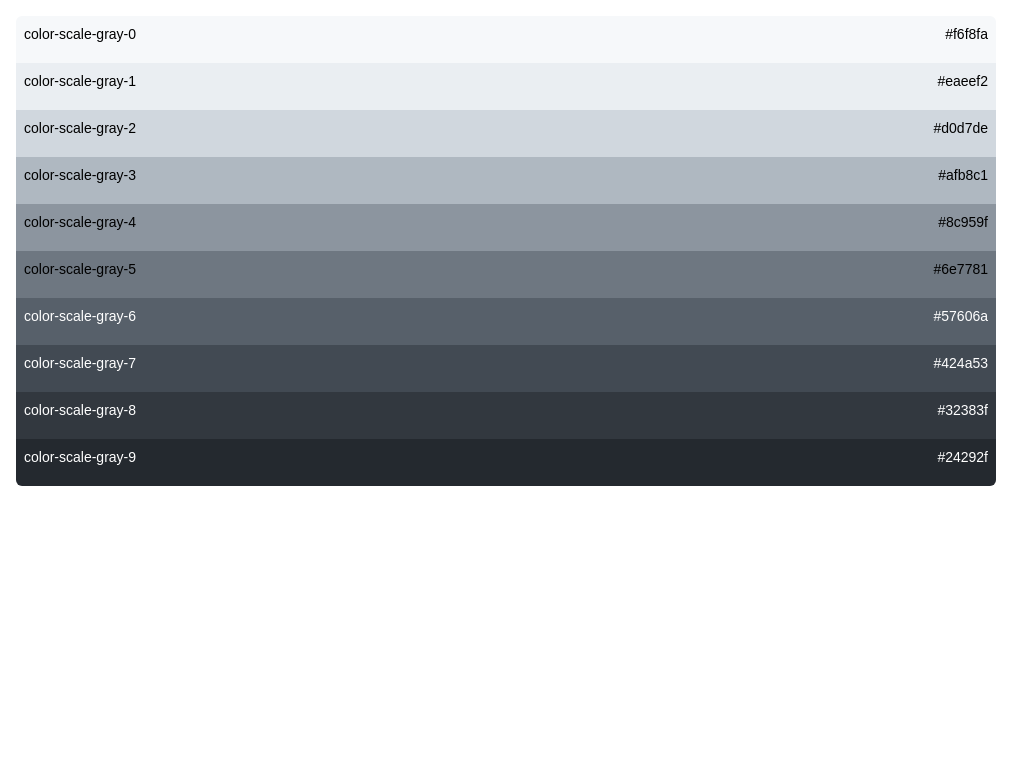 color-scale-gray-0 #f6f8fa
color-scale-gray-1 #eaeef2
color-scale-gray-2 #d0d7de
color-scale-gray-3 #afb8c1
color-scale-gray-4 #8c959f
color-scale-gray-5 #6e7781
color-scale-gray-6 #57606a
color-scale-gray-7 #424a53
color-scale-gray-8 #32383f
color-scale-gray-9 #24292f